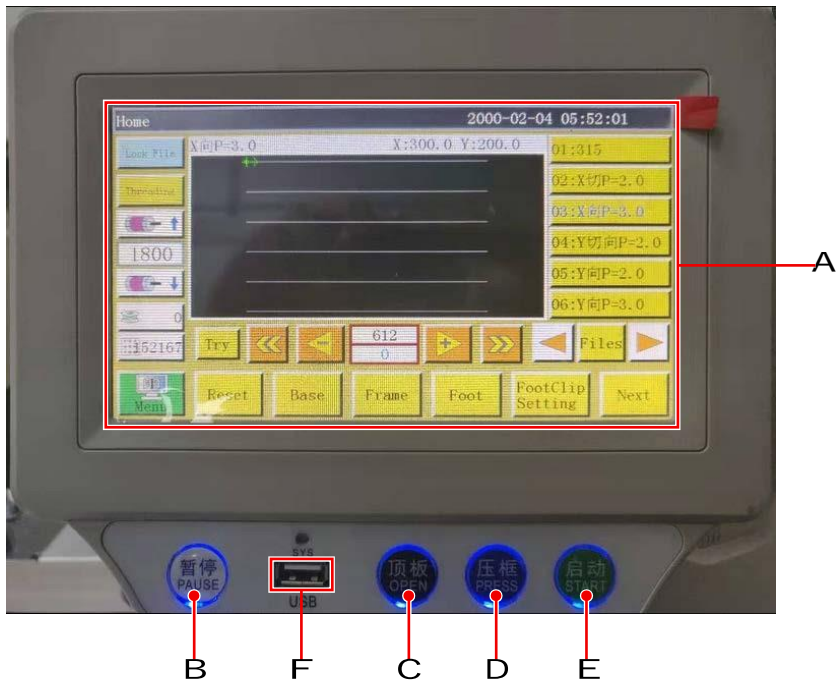 Home 2000-02-04 05:52:01
Lock File
X向P=3.0 X:300.0 Y:200.0
01:315
Threading
02:X切P=2.0
03:X向P=3.0
1800
04:Y切向P=2.0
05:Y向P=2.0
0
06:Y向P=3.0
152167
Try
612
0
Files
Menu
Reset
Base
Frame
Foot
FootClip
Setting
Next
A
暂停
PAUSE
SYS
USB
顶板
OPEN
压框
PRESS
启动
START
B F C D E